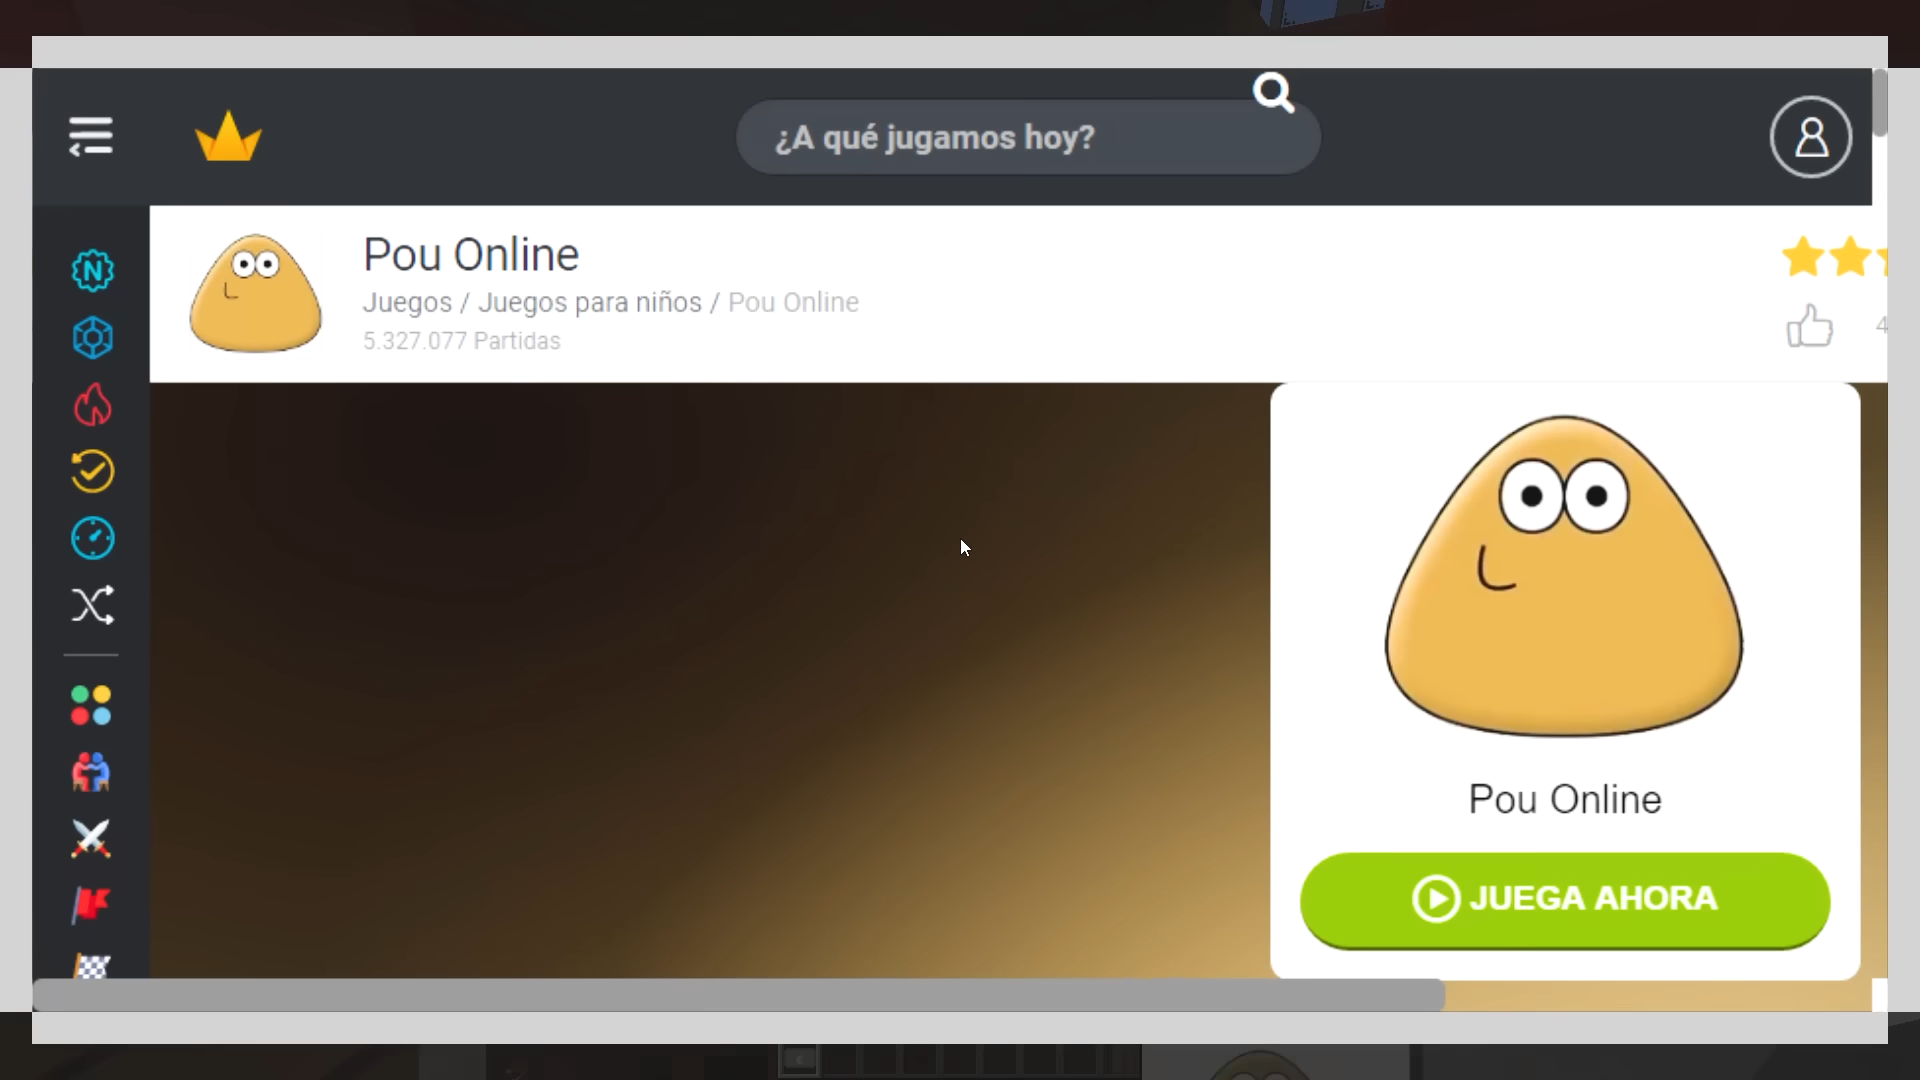 ¿A qué jugamos hoy?
Pou Online
Juegos / Juegos para niños / Pou Online
5.327.077 Partidas
4
N
Pou Online
JUEGA AHORA